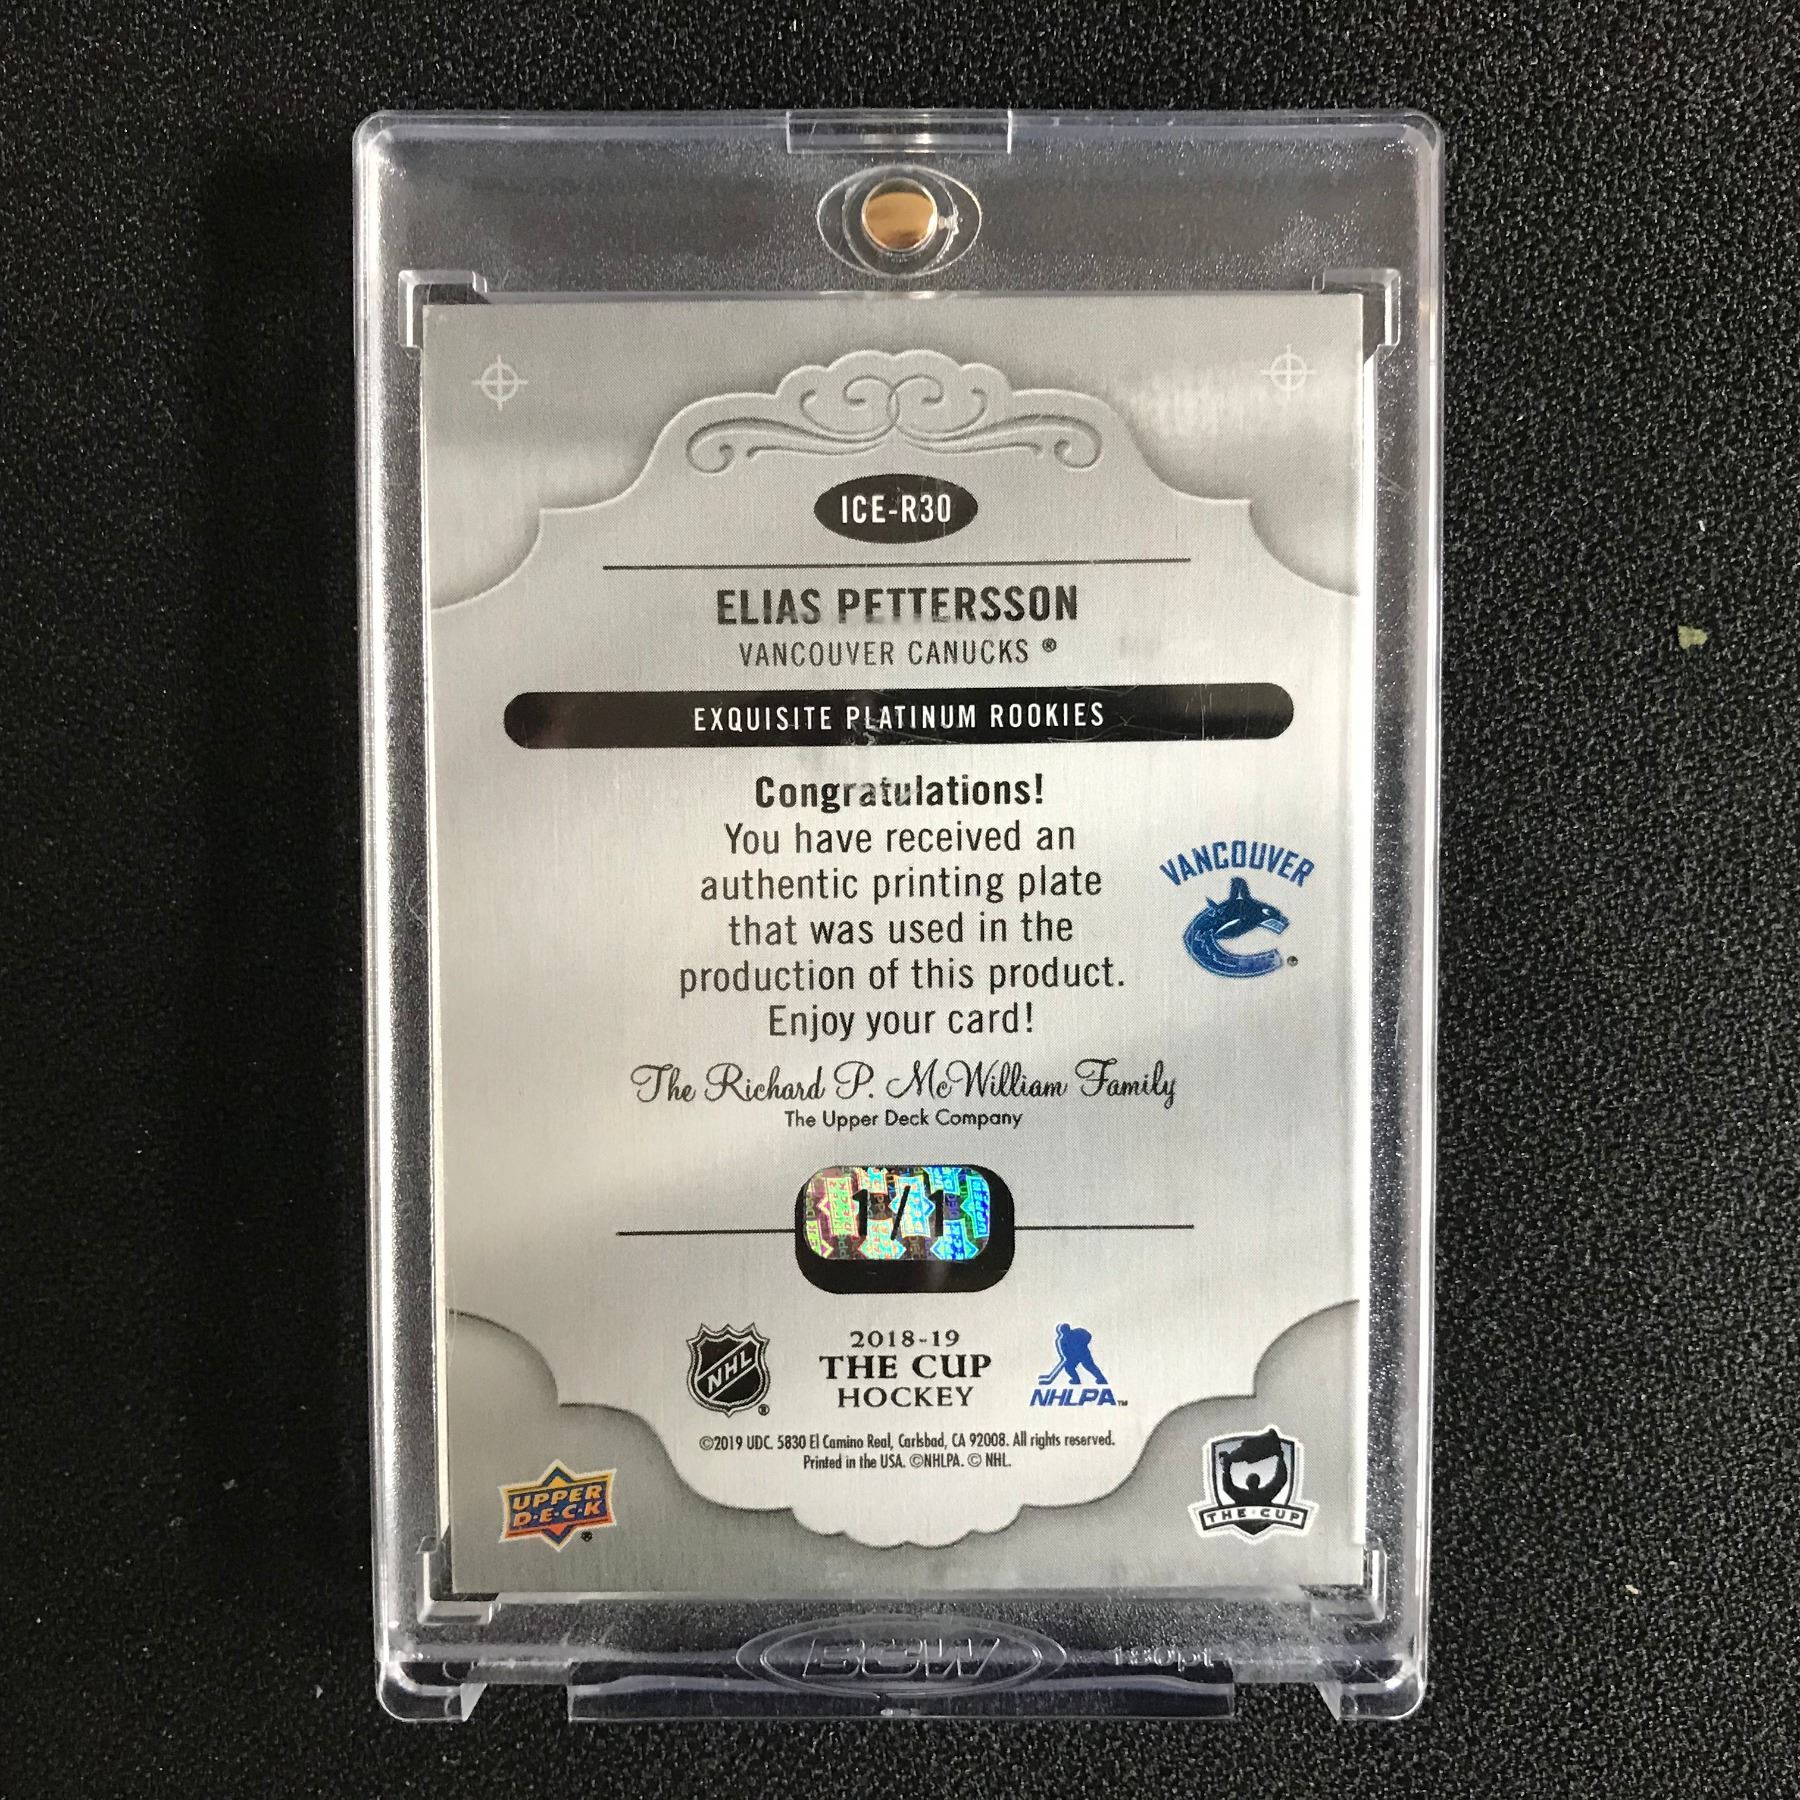 ICE-R30
ELIAS PETTERSSON
VANCOUVER CANUCKS ®
EXQUISITE PLATINUM ROOKIES
Congratulations!
You have received an
authentic printing plate
that was used in the
production of this product.
Enjoy your card!
VANCOUVER
®
The Richard P. McWilliam Family
The Upper Deck Company
1/1
NHL ®
2018-19
THE CUP
HOCKEY
NHLPA™
©2019 UDC. 5830 El Camino Real, Carlsbad, CA 92008. All rights reserved.
Printed in the USA. ©NHLPA. © NHL.
UPPER
D·E·C·K ®
THE·CUP
BCW
130pt